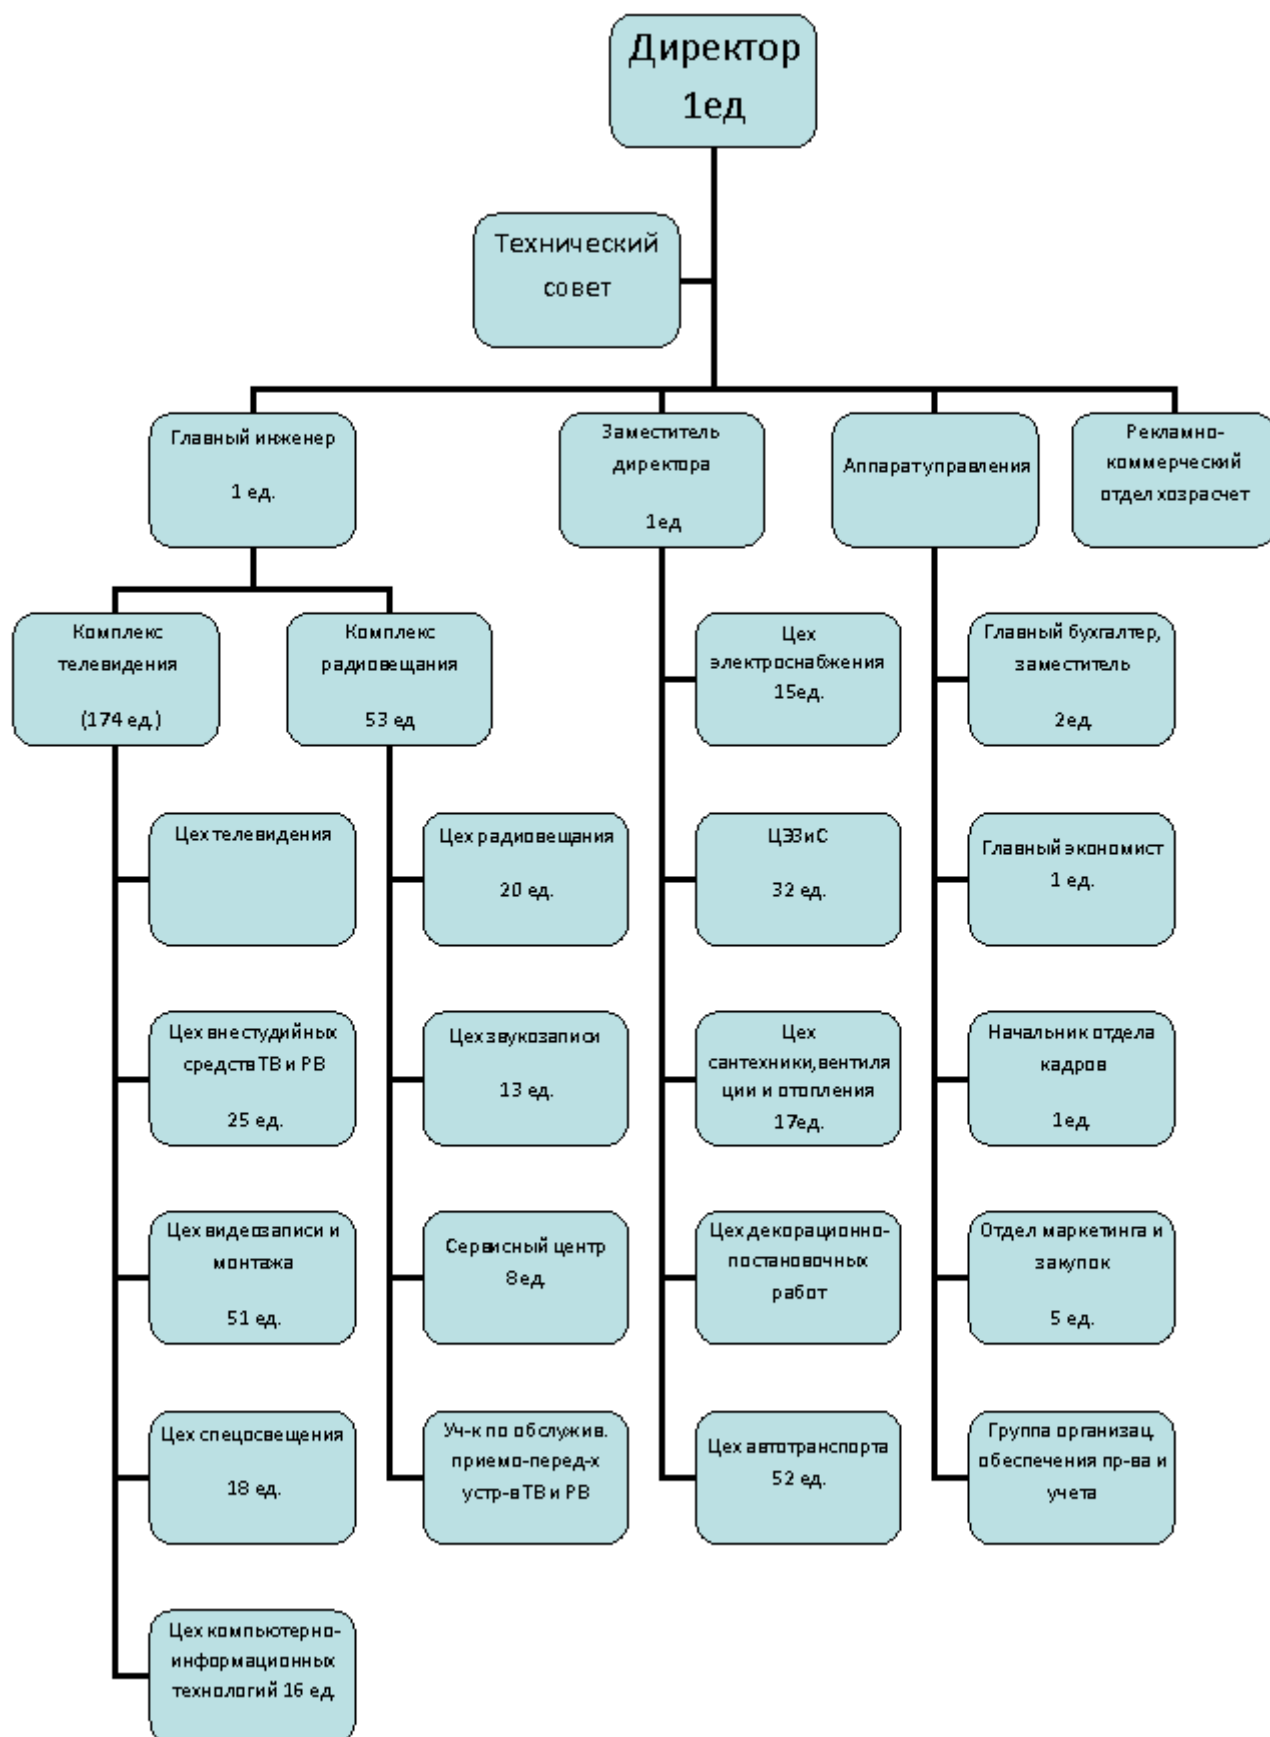 Директор
1ед
Технический
совет
Главный инженер
1 ед.
Заместитель
директора
1ед
Аппарат управления
Рекламно-
коммерческий
отдел хозрасчет
Комплекс
телевидения
(174 ед.)
Комплекс
радиовещания
53 ед
Цех
электроснабжения
15ед.
Главный бухгалтер,
заместитель
2ед
Цех телевидения
Цех радиовещания
20 ед.
ЦЭЗиС
32 ед.
Главный экономист
1 ед.
Цех внестудийных
средств ТВ и РВ
25 ед.
Цех звукозаписи
13 ед.
Цех
сантехники,вентиля
ции и отопления
17ед.
Начальник отдела
кадров
1ед
Цех видеозаписи и
монтажа
51 ед.
Сервисный центр
8ед
Цех декорационно-
постановочных
работ
Отдел маркетинга и
закупок
5 ед.
Цех спецосвещения
18 ед.
Уч-к по обслужив.
приемо-перед-х
устр-в ТВ и РВ
Цех автотранспорта
52 ед.
Группа организац.
обеспечения пр-ва и
учета
Цех компьютерно-
информационных
технологий 16 ед.